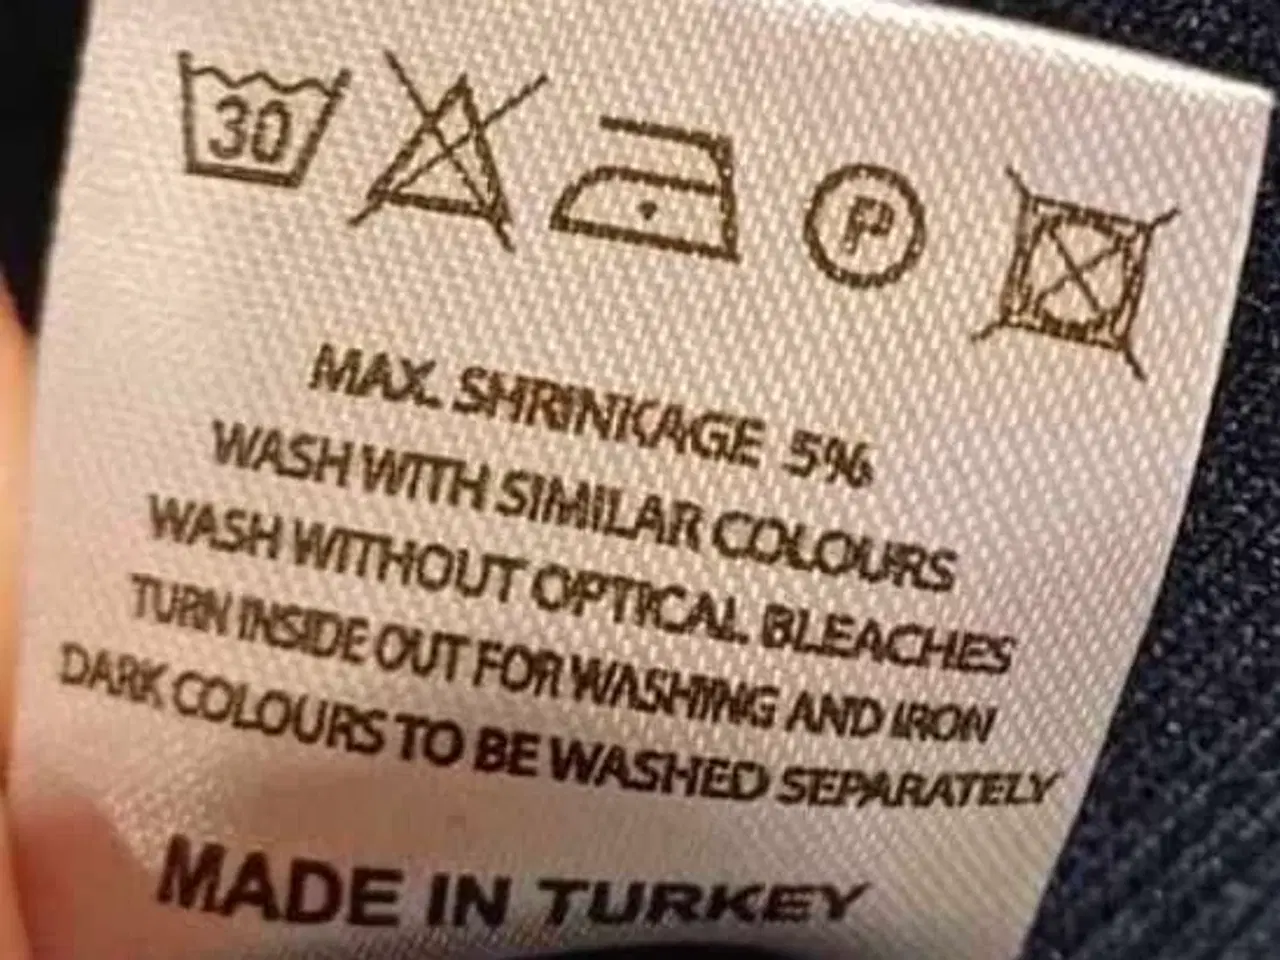 30 P
MAX. SHRINKAGE 5%
WASH WITH SIMILAR COLOURS
WASH WITHOUT OPTICAL BLEACHES
TURN INSIDE OUT FOR WASHING AND IRON
DARK COLOURS TO BE WASHED SEPARATELY
MADE IN TURKEY